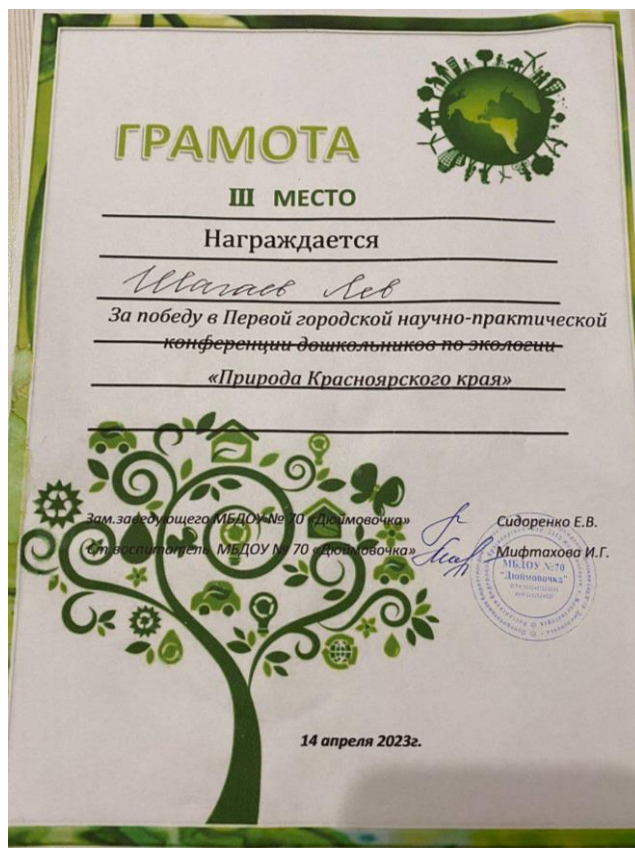 ГРАМОТА
III МЕСТО
Награждается
Шагаев Лев
За победу в Первой городской научно-практической
конференции дошкольников по экологии
«Природа Красноярского края»
Зам.заведующего МБДОУ № 70 «Дюймовочка» Сидоренко Е.В.
Ст.воспитатель МБДОУ № 70 «Дюймовочка» Мифтахова И.Г.
МБДОУ №70
"Дюймовочка"
14 апреля 2023г.